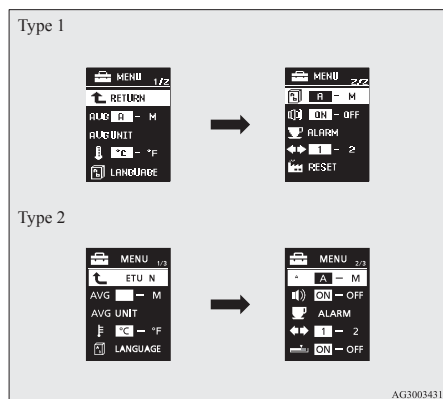 Type 1
MENU 1/2
RETURN
AVG A - M
AVG UNIT
°C - °F
LANGUAGE
MENU 2/2
A - M
ON - OFF
ALARM
1 - 2
RESET
Type 2
MENU 1/3
ETU N
AVG — M
AVG UNIT
°C — °F
LANGUAGE
MENU 2/3
A — M
ON — OFF
ALARM
1 — 2
ON — OFF
AG3003431